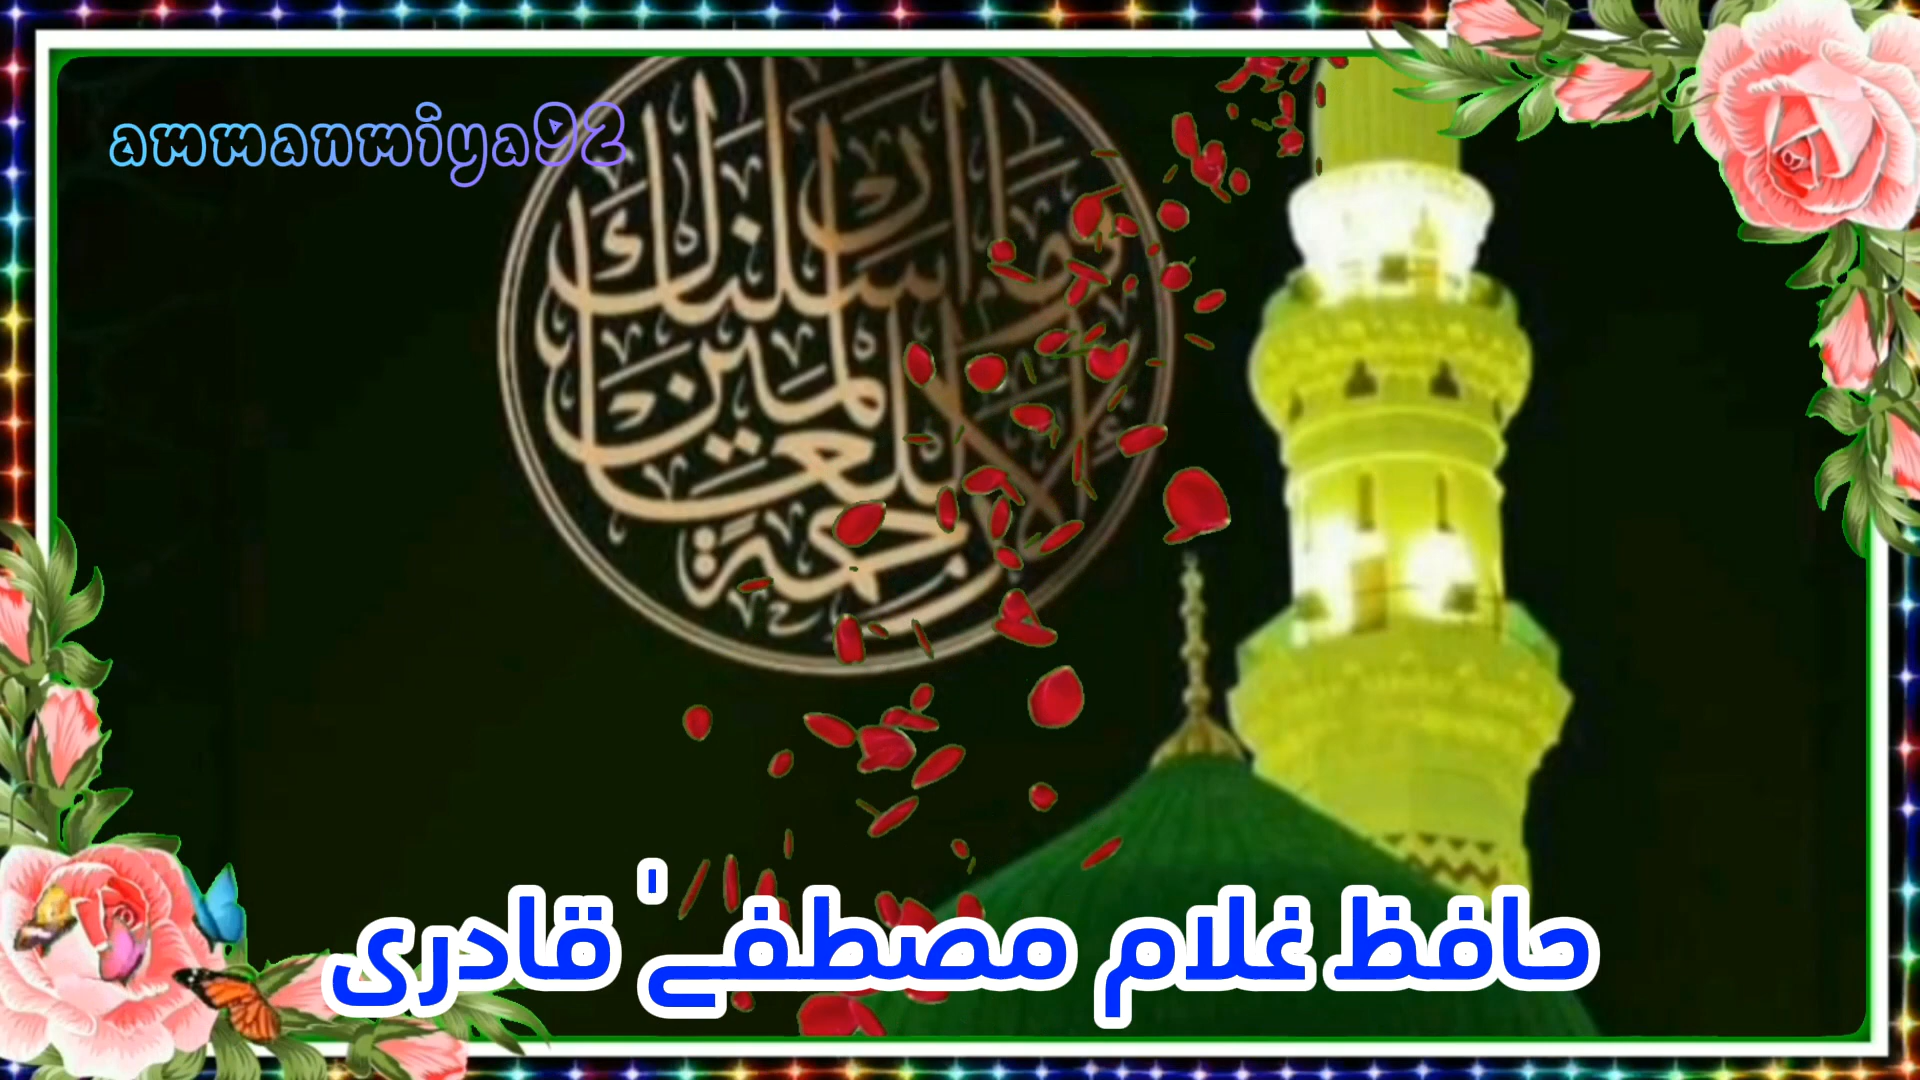 ammanmiya92
وما أرسلناك
إلا رحمة للعالمين
حافظ غلام مصطفےٰ قادری